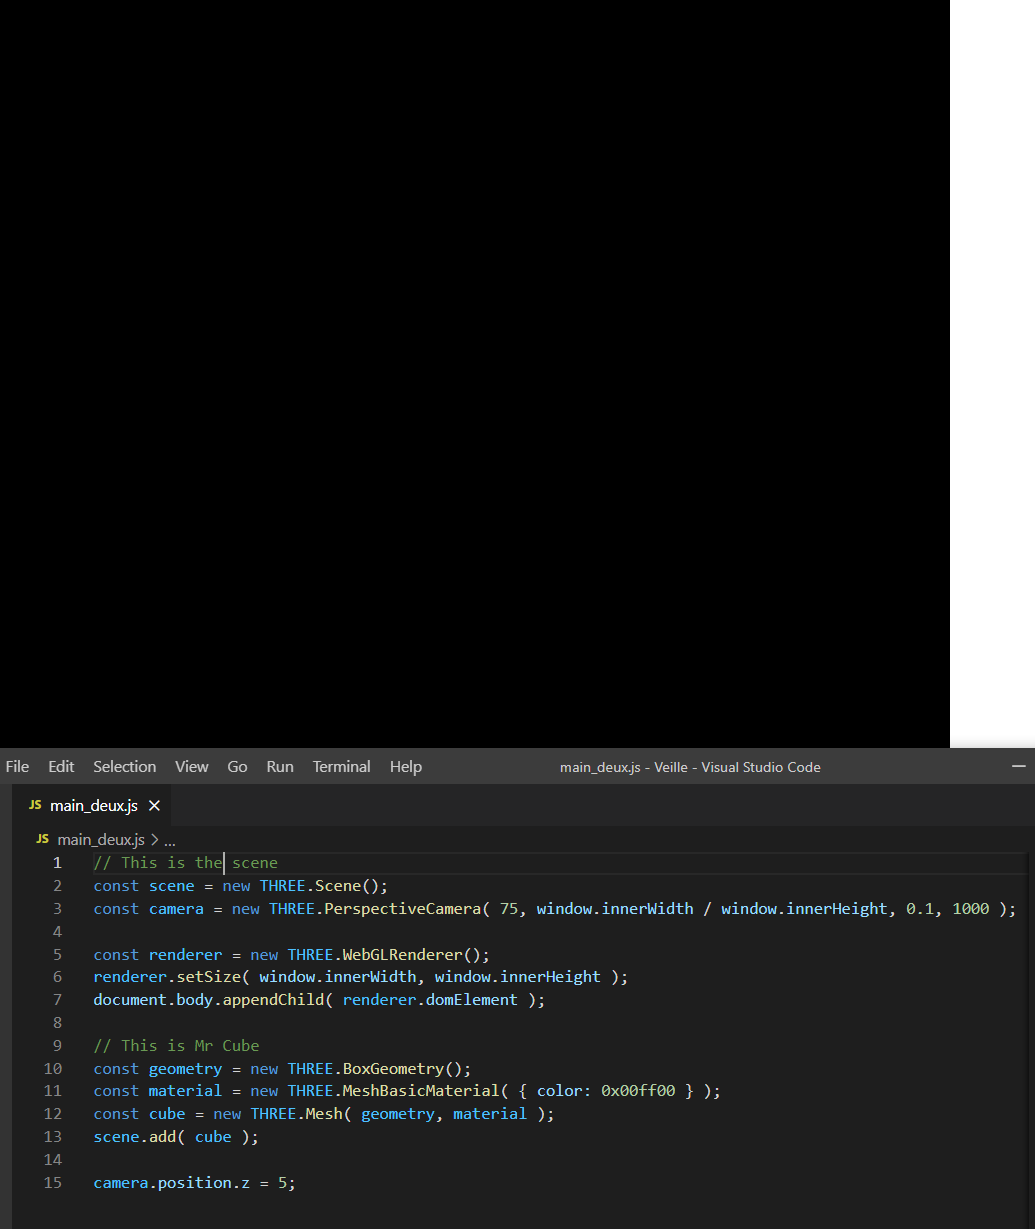 File Edit Selection View Go Run Terminal Help main_deux.js - Veille - Visual Studio Code
JS main_deux.js
JS main_deux.js > ...
1 // This is the scene
2 const scene = new THREE.Scene();
3 const camera = new THREE.PerspectiveCamera( 75, window.innerWidth / window.innerHeight, 0.1, 1000 );
4
5 const renderer = new THREE.WebGLRenderer();
6 renderer.setSize( window.innerWidth, window.innerHeight );
7 document.body.appendChild( renderer.domElement );
8
9 // This is Mr Cube
10 const geometry = new THREE.BoxGeometry();
11 const material = new THREE.MeshBasicMaterial( { color: 0x00ff00 } );
12 const cube = new THREE.Mesh( geometry, material );
13 scene.add( cube );
14
15 camera.position.z = 5;